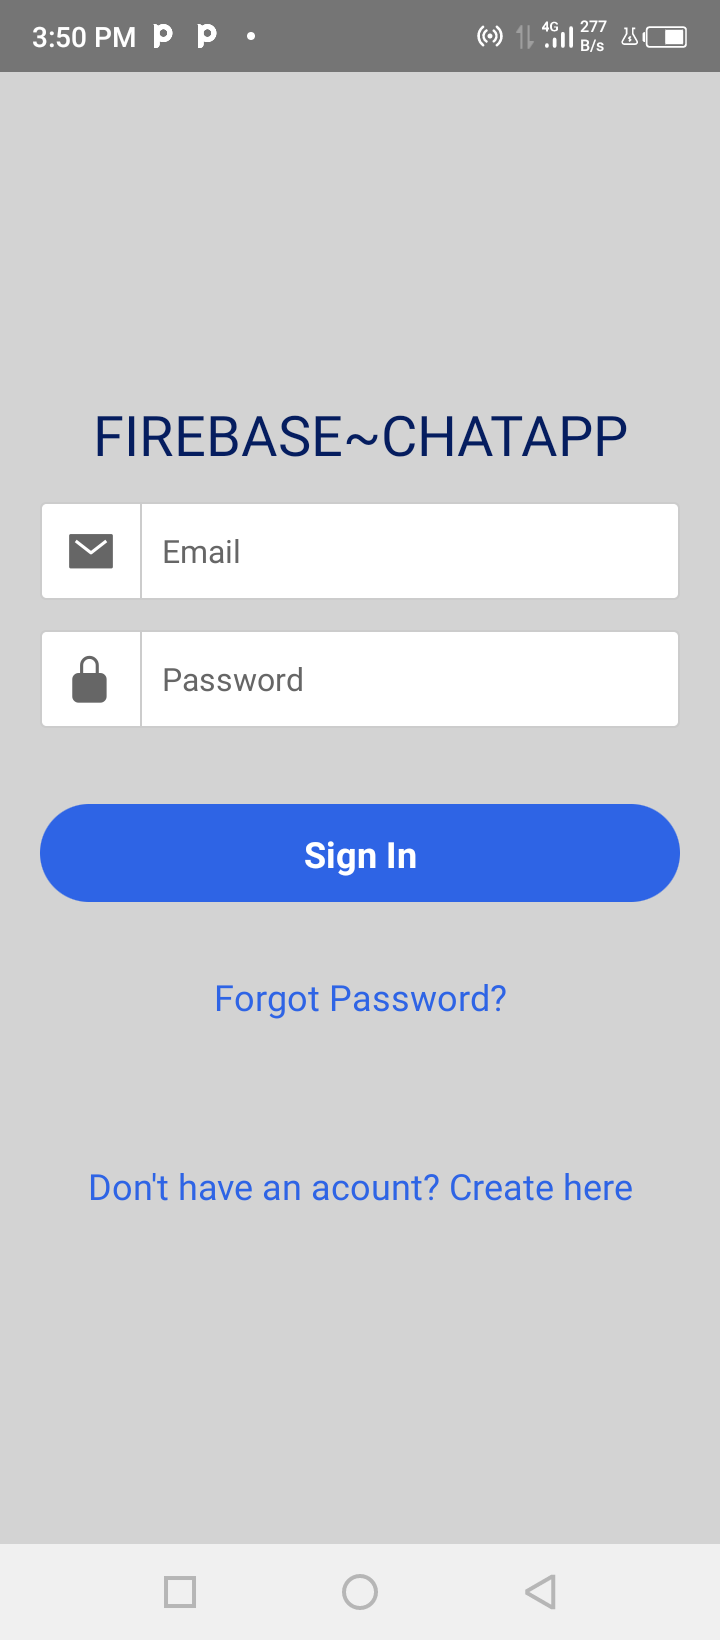 3:50 PM
4G
277
B/s
FIREBASE~CHATAPP
Email
Password
Sign In
Forgot Password?
Don't have an acount? Create here